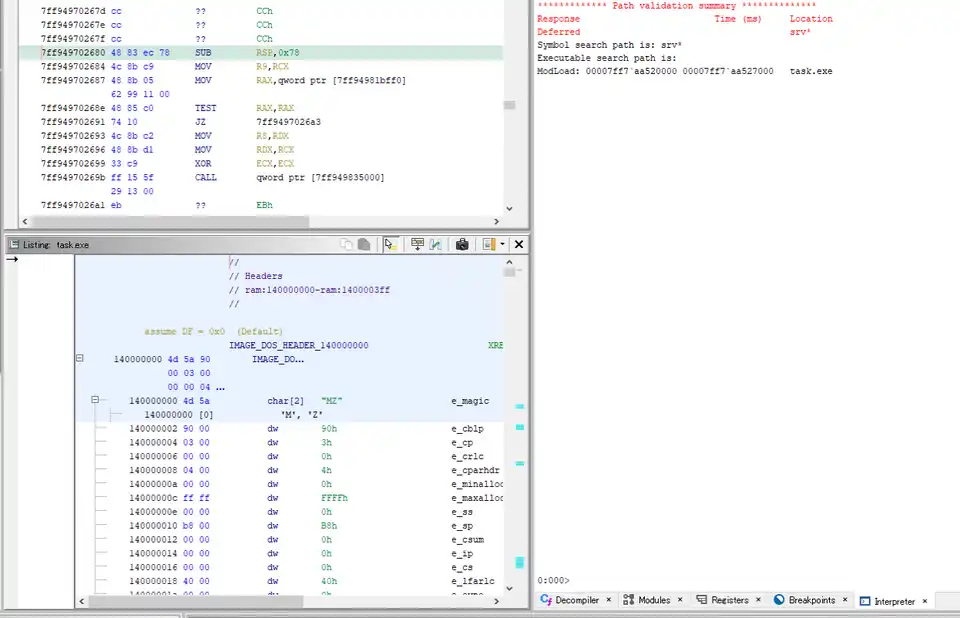 7ff94970267d cc ?? CCh
7ff94970267e cc ?? CCh
7ff94970267f cc ?? CCh
7ff949702680 48 83 ec 78 SUB RSP,0x78
7ff949702684 4c 8b c9 MOV R9,RCX
7ff949702687 48 8b 05 MOV RAX,qword ptr [7ff94981bff0]
62 99 11 00
7ff94970268e 48 85 c0 TEST RAX,RAX
7ff949702691 74 10 JZ 7ff9497026a3
7ff949702693 4c 8b c2 MOV R8,RDX
7ff949702696 48 8b d1 MOV RDX,RCX
7ff949702699 33 c9 XOR ECX,ECX
7ff94970269b ff 15 5f CALL qword ptr [7ff949835000]
29 13 00
7ff9497026a1 eb ?? EBh
Listing: task.exe
//
// Headers
// ram:140000000-ram:1400003ff
//
assume DF = 0x0 (Default)
IMAGE_DOS_HEADER_140000000 XRE
140000000 4d 5a 90 IMAGE_DO...
00 03 00
00 00 04 ...
140000000 4d 5a char[2] "MZ" e_magic
140000000 [0] 'M', 'Z'
140000002 90 00 dw 90h e_cblp
140000004 03 00 dw 3h e_cp
140000006 00 00 dw 0h e_crlc
140000008 04 00 dw 4h e_cparhdr
14000000a 00 00 dw 0h e_minalloc
14000000c ff ff dw FFFFh e_maxalloc
14000000e 00 00 dw 0h e_ss
140000010 b8 00 dw B8h e_sp
140000012 00 00 dw 0h e_csum
140000014 00 00 dw 0h e_ip
140000016 00 00 dw 0h e_cs
140000018 40 00 dw 40h e_lfarlc
************* Path validation summary **************
Response Time (ms) Location
Deferred srv*
Symbol search path is: srv*
Executable search path is:
ModLoad: 00007ff7`aa520000 00007ff7`aa527000 task.exe
0:000>
Decompiler × Modules × Registers × Breakpoints × Interpreter ×